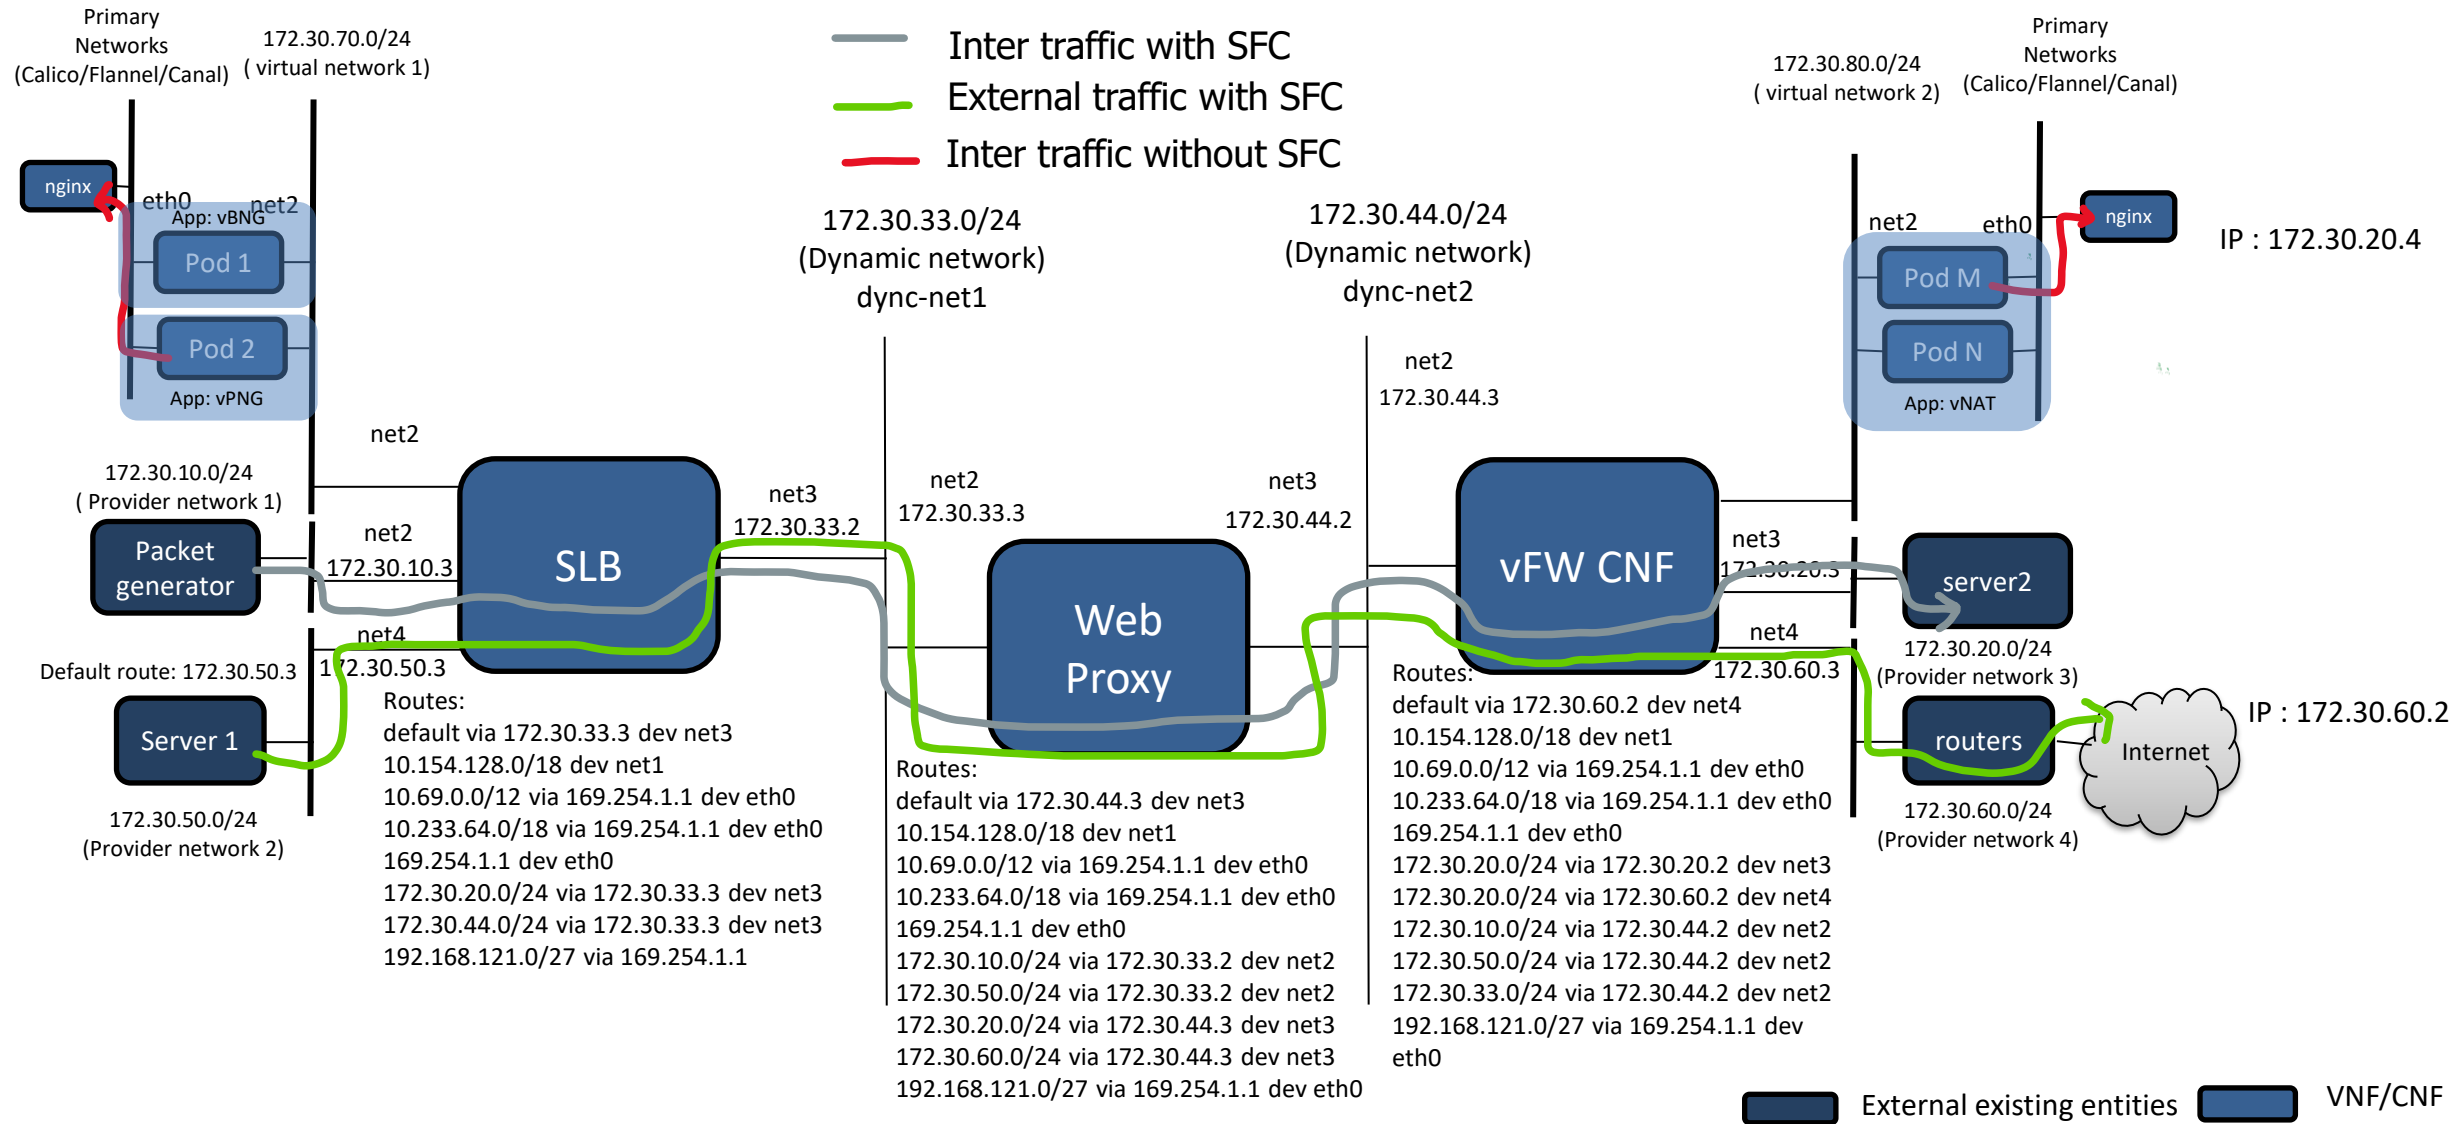 Primary
Networks
(Calico/Flannel/Canal)
172.30.70.0/24
( virtual network 1)
Inter traffic with SFC
External traffic with SFC
Inter traffic without SFC
172.30.80.0/24
( virtual network 2)
Primary
Networks
(Calico/Flannel/Canal)
nginx
eth0
net2
App: vBNG
Pod 1
Pod 2
App: vPNG
172.30.33.0/24
(Dynamic network)
dync-net1
172.30.44.0/24
(Dynamic network)
dync-net2
net2
172.30.44.3
net2
eth0
nginx
IP : 172.30.20.4
Pod M
Pod N
App: vNAT
172.30.10.0/24
( Provider network 1)
Packet
generator
net2
net2
172.30.10.3
SLB
net3
172.30.33.2
net2
172.30.33.3
Web
Proxy
net3
172.30.44.2
vFW CNF
net3
172.30.20.3
server2
172.30.20.0/24
(Provider network 3)
net4
172.30.50.3
Default route: 172.30.50.3
Server 1
172.30.50.0/24
(Provider network 2)
net4
172.30.60.3
routers
Internet
IP : 172.30.60.2
172.30.60.0/24
(Provider network 4)
Routes:
default via 172.30.33.3 dev net3
10.154.128.0/18 dev net1
10.69.0.0/12 via 169.254.1.1 dev eth0
10.233.64.0/18 via 169.254.1.1 dev eth0
169.254.1.1 dev eth0
172.30.20.0/24 via 172.30.33.3 dev net3
172.30.44.0/24 via 172.30.33.3 dev net3
192.168.121.0/27 via 169.254.1.1
Routes:
default via 172.30.44.3 dev net3
10.154.128.0/18 dev net1
10.69.0.0/12 via 169.254.1.1 dev eth0
10.233.64.0/18 via 169.254.1.1 dev eth0
169.254.1.1 dev eth0
172.30.10.0/24 via 172.30.33.2 dev net2
172.30.50.0/24 via 172.30.33.2 dev net2
172.30.20.0/24 via 172.30.44.3 dev net3
172.30.60.0/24 via 172.30.44.3 dev net3
192.168.121.0/27 via 169.254.1.1 dev eth0
Routes:
default via 172.30.60.2 dev net4
10.154.128.0/18 dev net1
10.69.0.0/12 via 169.254.1.1 dev eth0
10.233.64.0/18 via 169.254.1.1 dev eth0
169.254.1.1 dev eth0
172.30.20.0/24 via 172.30.20.2 dev net3
172.30.20.0/24 via 172.30.60.2 dev net4
172.30.10.0/24 via 172.30.44.2 dev net2
172.30.50.0/24 via 172.30.44.2 dev net2
172.30.33.0/24 via 172.30.44.2 dev net2
192.168.121.0/27 via 169.254.1.1 dev
eth0
External existing entities
VNF/CNF